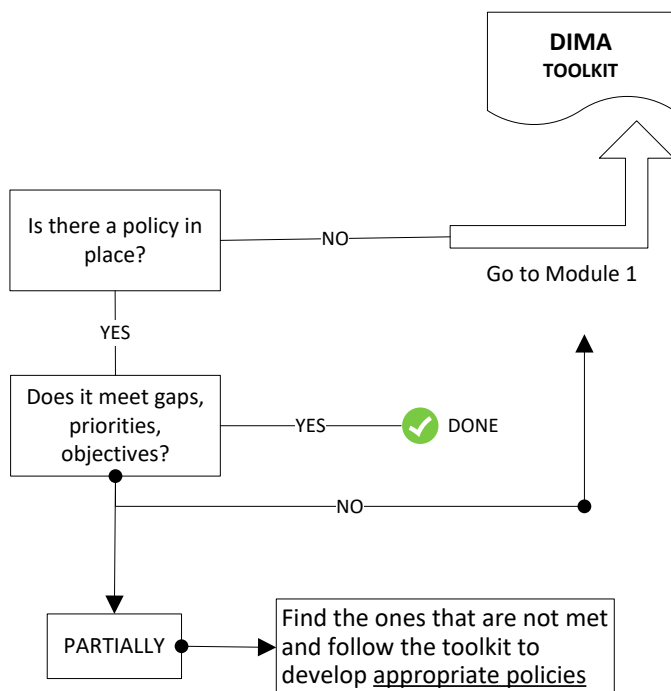 DIMA
TOOLKIT
Is there a policy in
place?
NO
Go to Module 1
YES
Does it meet gaps,
priorities,
objectives?
YES
DONE
NO
PARTIALLY
Find the ones that are not met
and follow the toolkit to
develop appropriate policies